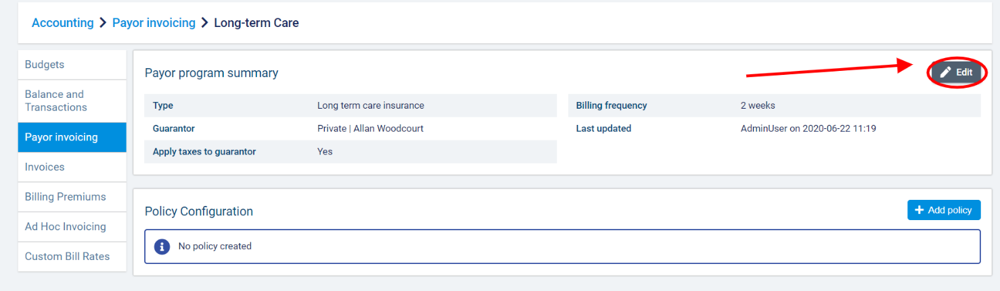 Accounting > Payor invoicing > Long-term Care
Budgets
Balance and
Transactions
Payor invoicing
Invoices
Billing Premiums
Ad Hoc Invoicing
Custom Bill Rates
Payor program summary
Edit
Type Long term care insurance
Guarantor Private | Allan Woodcourt
Apply taxes to guarantor Yes
Billing frequency 2 weeks
Last updated AdminUser on 2020-06-22 11:19
Policy Configuration
+ Add policy
No policy created